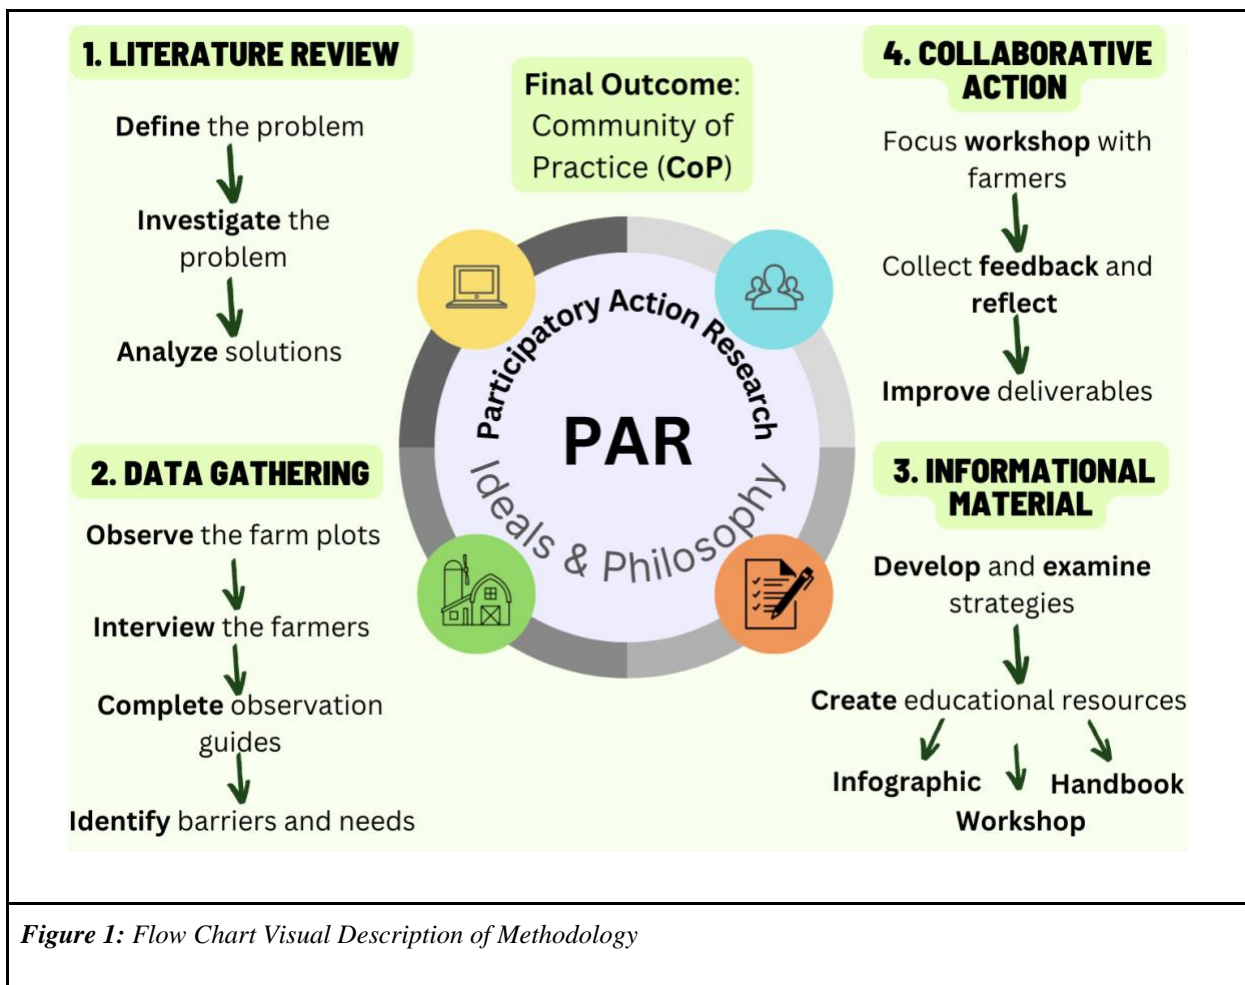 1. LITERATURE REVIEW
Define the problem
Investigate the
problem
Analyze solutions
2. DATA GATHERING
Observe the farm plots
Interview the farmers
Complete observation
guides
Identify barriers and needs
Final Outcome:
Community of
Practice (CoP)
Participatory Action Research
PAR
Ideals & Philosophy
4. COLLABORATIVE
ACTION
Focus workshop with
farmers
Collect feedback and
reflect
Improve deliverables
3. INFORMATIONAL
MATERIAL
Develop and examine
strategies
Create educational resources
Infographic
Handbook
Workshop
Figure 1: Flow Chart Visual Description of Methodology